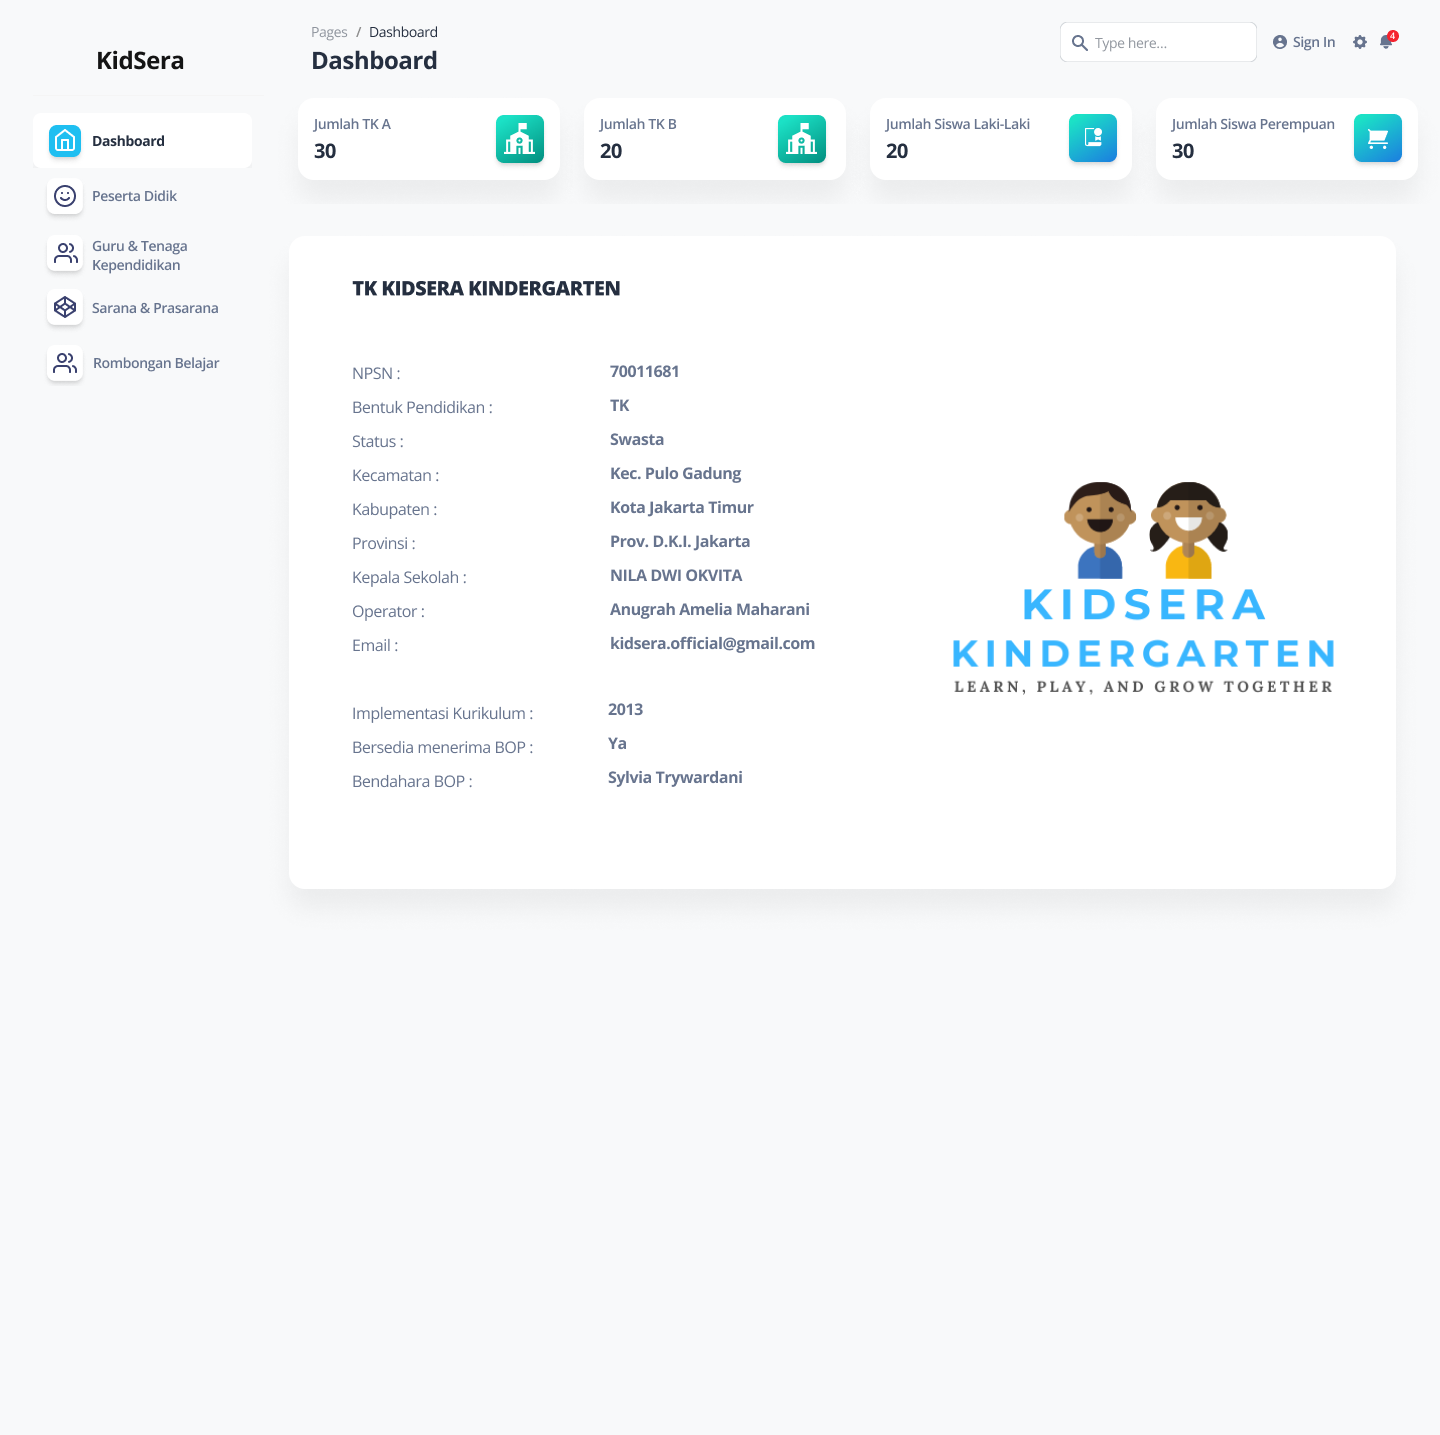 KidSera
Dashboard
Peserta Didik
Guru & Tenaga
Kependidikan
Sarana & Prasarana
Rombongan Belajar
Pages / Dashboard
Dashboard
Type here...
Sign In
4
Jumlah TK A
30
Jumlah TK B
20
Jumlah Siswa Laki-Laki
20
Jumlah Siswa Perempuan
30
TK KIDSERA KINDERGARTEN
NPSN : 70011681
Bentuk Pendidikan : TK
Status : Swasta
Kecamatan : Kec. Pulo Gadung
Kabupaten : Kota Jakarta Timur
Provinsi : Prov. D.K.I. Jakarta
Kepala Sekolah : NILA DWI OKVITA
Operator : Anugrah Amelia Maharani
Email : kidsera.official@gmail.com
Implementasi Kurikulum : 2013
Bersedia menerima BOP : Ya
Bendahara BOP : Sylvia Trywardani
KIDSERA
KINDERGARTEN
LEARN, PLAY, AND GROW TOGETHER